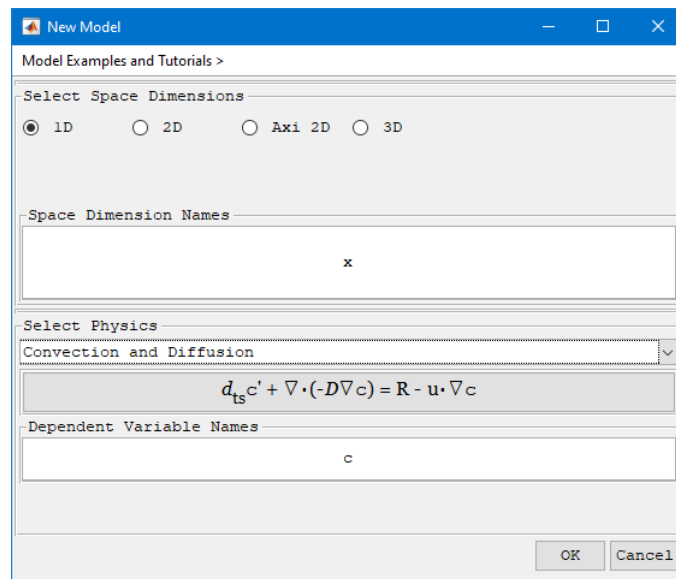 New Model
Model Examples and Tutorials >
Select Space Dimensions
1D 2D Axi 2D 3D
Space Dimension Names
x
Select Physics
Convection and Diffusion
d_ts c' + ∇·(-D∇c) = R - u·∇c
Dependent Variable Names
c
OK Cancel